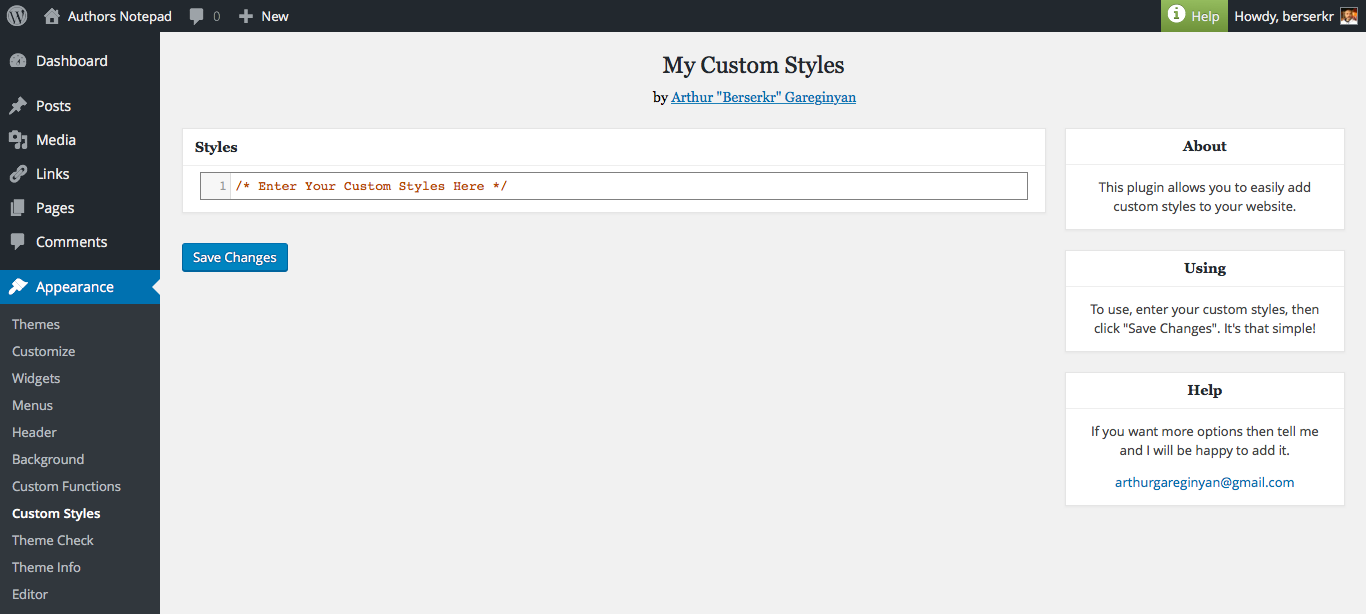 Authors Notepad 0 New Help Howdy, berserkr
Dashboard
Posts
Media
Links
Pages
Comments
Appearance
Themes
Customize
Widgets
Menus
Header
Background
Custom Functions
Custom Styles
Theme Check
Theme Info
Editor
My Custom Styles
by Arthur "Berserkr" Gareginyan
Styles
1 /* Enter Your Custom Styles Here */
Save Changes
About
This plugin allows you to easily add
custom styles to your website.
Using
To use, enter your custom styles, then
click "Save Changes". It's that simple!
Help
If you want more options then tell me
and I will be happy to add it.
arthurgareginyan@gmail.com